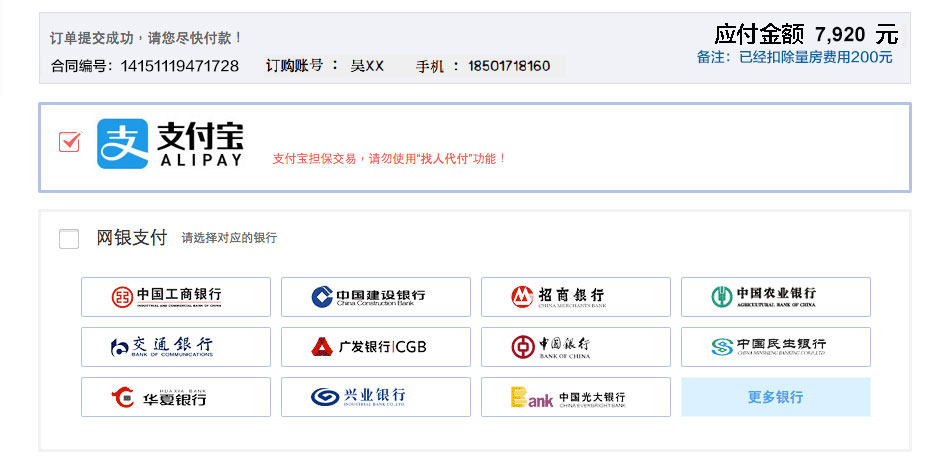 订单提交成功，请您尽快付款！
应付金额 7,920 元
合同编号：14151119471728 订购账号 ： 吴XX 手机 ：18501718160
备注：已经扣除量房费用200元
支付宝
ALIPAY
支付宝担保交易，请勿使用“找人代付”功能！
网银支付 请选择对应的银行
中国工商银行
INDUSTRIAL AND COMMERCIAL BANK OF CHINA
中国建设银行
China Construction Bank
招商银行
CHINA MERCHANTS BANK
中国农业银行
AGRICULTURAL BANK OF CHINA
交通银行
BANK OF COMMUNICATIONS
广发银行|CGB
中国银行
BANK OF CHINA
中国民生银行
CHINA MINSHENG BANKING CORP.,LTD.
HUA XIA BANK
华夏银行
兴业银行
INDUSTRIAL BANK CO.,LTD.
Bank 中国光大银行
CHINA EVERBRIGHT BANK
更多银行